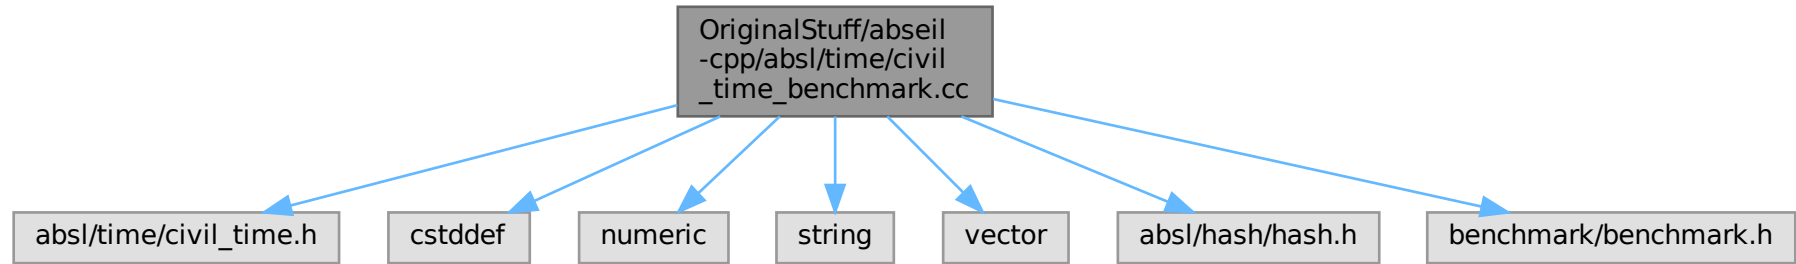 OriginalStuff/abseil
-cpp/absl/time/civil
_time_benchmark.cc
absl/time/civil_time.h
cstddef
numeric
string
vector
absl/hash/hash.h
benchmark/benchmark.h